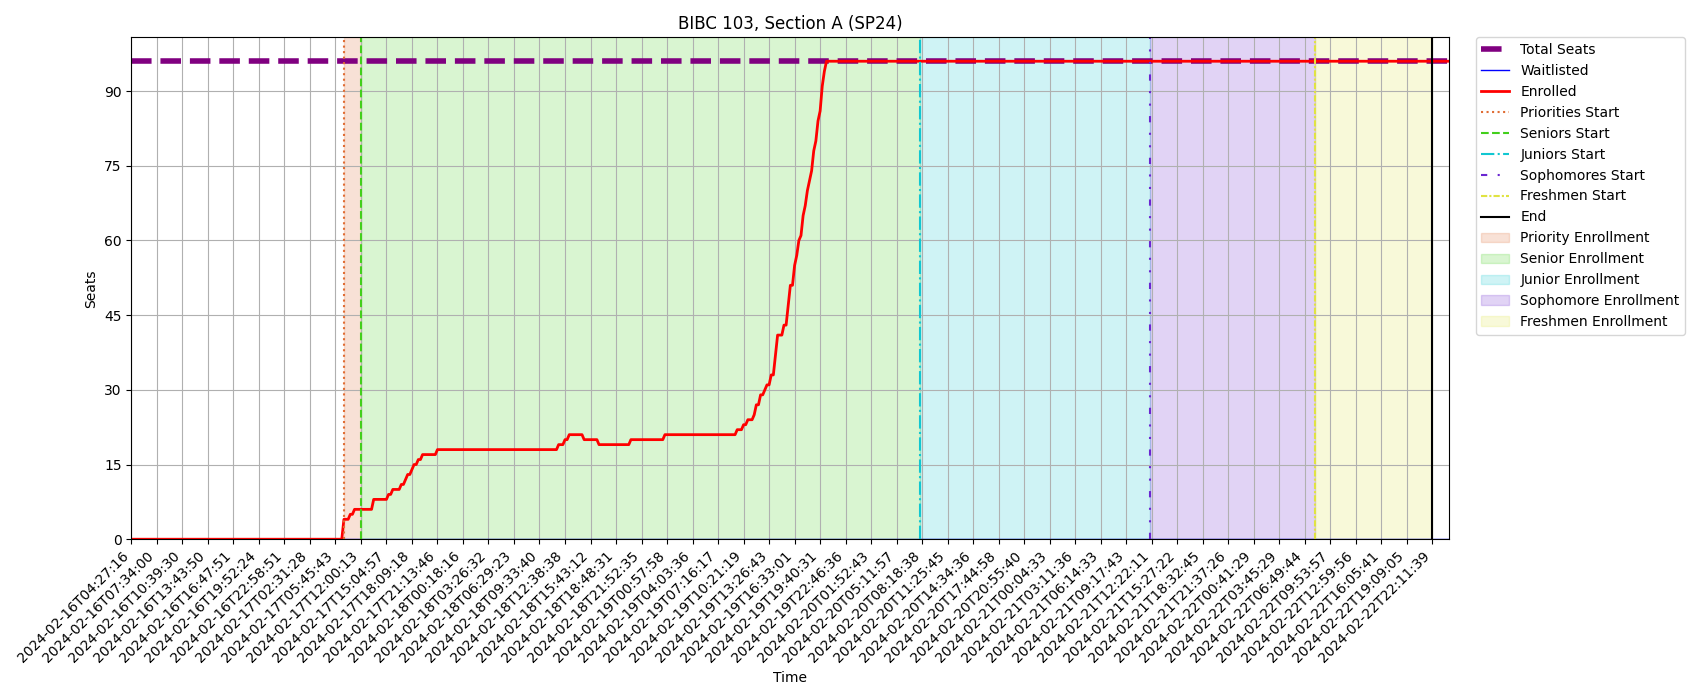 BIBC 103, Section A (SP24)
Seats
90
75
60
45
30
15
0
2024-02-16T04:27:16
2024-02-16T07:34:00
2024-02-16T10:39:30
2024-02-16T13:43:50
2024-02-16T16:47:51
2024-02-16T19:52:24
2024-02-16T22:58:51
2024-02-17T02:31:28
2024-02-17T05:45:43
2024-02-17T12:00:13
2024-02-17T15:04:57
2024-02-17T18:09:18
2024-02-17T21:13:46
2024-02-18T00:18:16
2024-02-18T03:26:32
2024-02-18T06:29:23
2024-02-18T09:33:40
2024-02-18T12:38:38
2024-02-18T15:43:12
2024-02-18T18:48:31
2024-02-18T21:52:35
2024-02-19T00:57:58
2024-02-19T04:03:36
2024-02-19T07:16:17
2024-02-19T10:21:19
2024-02-19T13:26:43
2024-02-19T16:33:01
2024-02-19T19:40:31
2024-02-19T22:46:36
2024-02-20T01:52:43
2024-02-20T05:11:57
2024-02-20T08:18:38
2024-02-20T11:25:45
2024-02-20T14:34:36
2024-02-20T17:44:58
2024-02-20T20:55:40
2024-02-21T00:04:33
2024-02-21T03:11:36
2024-02-21T06:14:33
2024-02-21T09:17:43
2024-02-21T12:22:11
2024-02-21T15:27:22
2024-02-21T18:32:45
2024-02-21T21:37:26
2024-02-22T00:41:29
2024-02-22T03:45:29
2024-02-22T06:49:44
2024-02-22T09:53:57
2024-02-22T12:59:56
2024-02-22T16:05:41
2024-02-22T19:09:05
2024-02-22T22:11:39
Time
Total Seats
Waitlisted
Enrolled
Priorities Start
Seniors Start
Juniors Start
Sophomores Start
Freshmen Start
End
Priority Enrollment
Senior Enrollment
Junior Enrollment
Sophomore Enrollment
Freshmen Enrollment